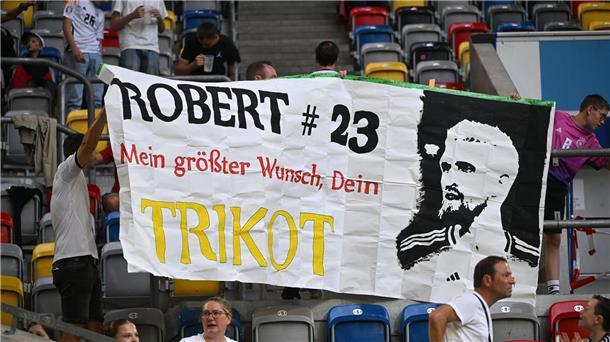 ROBERT # 23
Mein größter Wunsch, Dein
TRIKOT